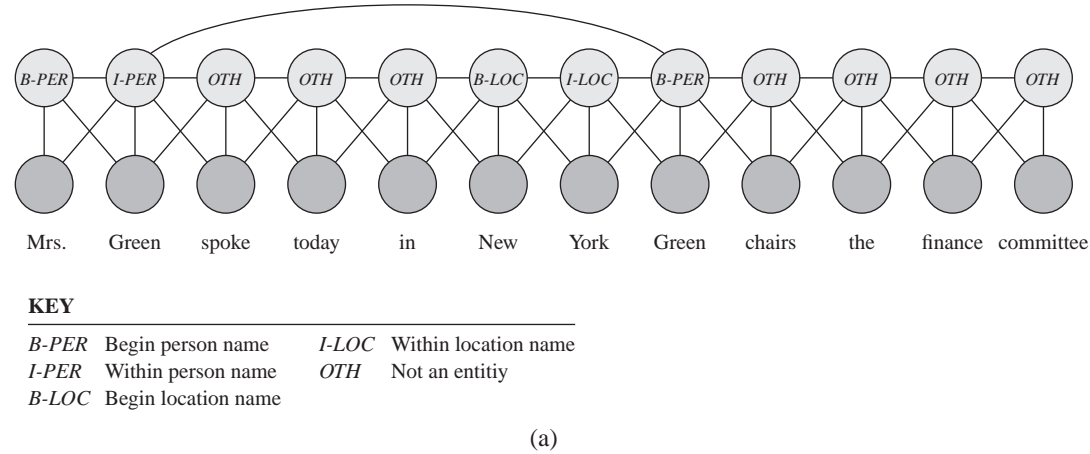 B-PER I-PER OTH OTH OTH B-LOC I-LOC B-PER OTH OTH OTH OTH
Mrs. Green spoke today in New York Green chairs the finance committee
KEY
B-PER Begin person name I-LOC Within location name
I-PER Within person name OTH Not an entitiy
B-LOC Begin location name
(a)